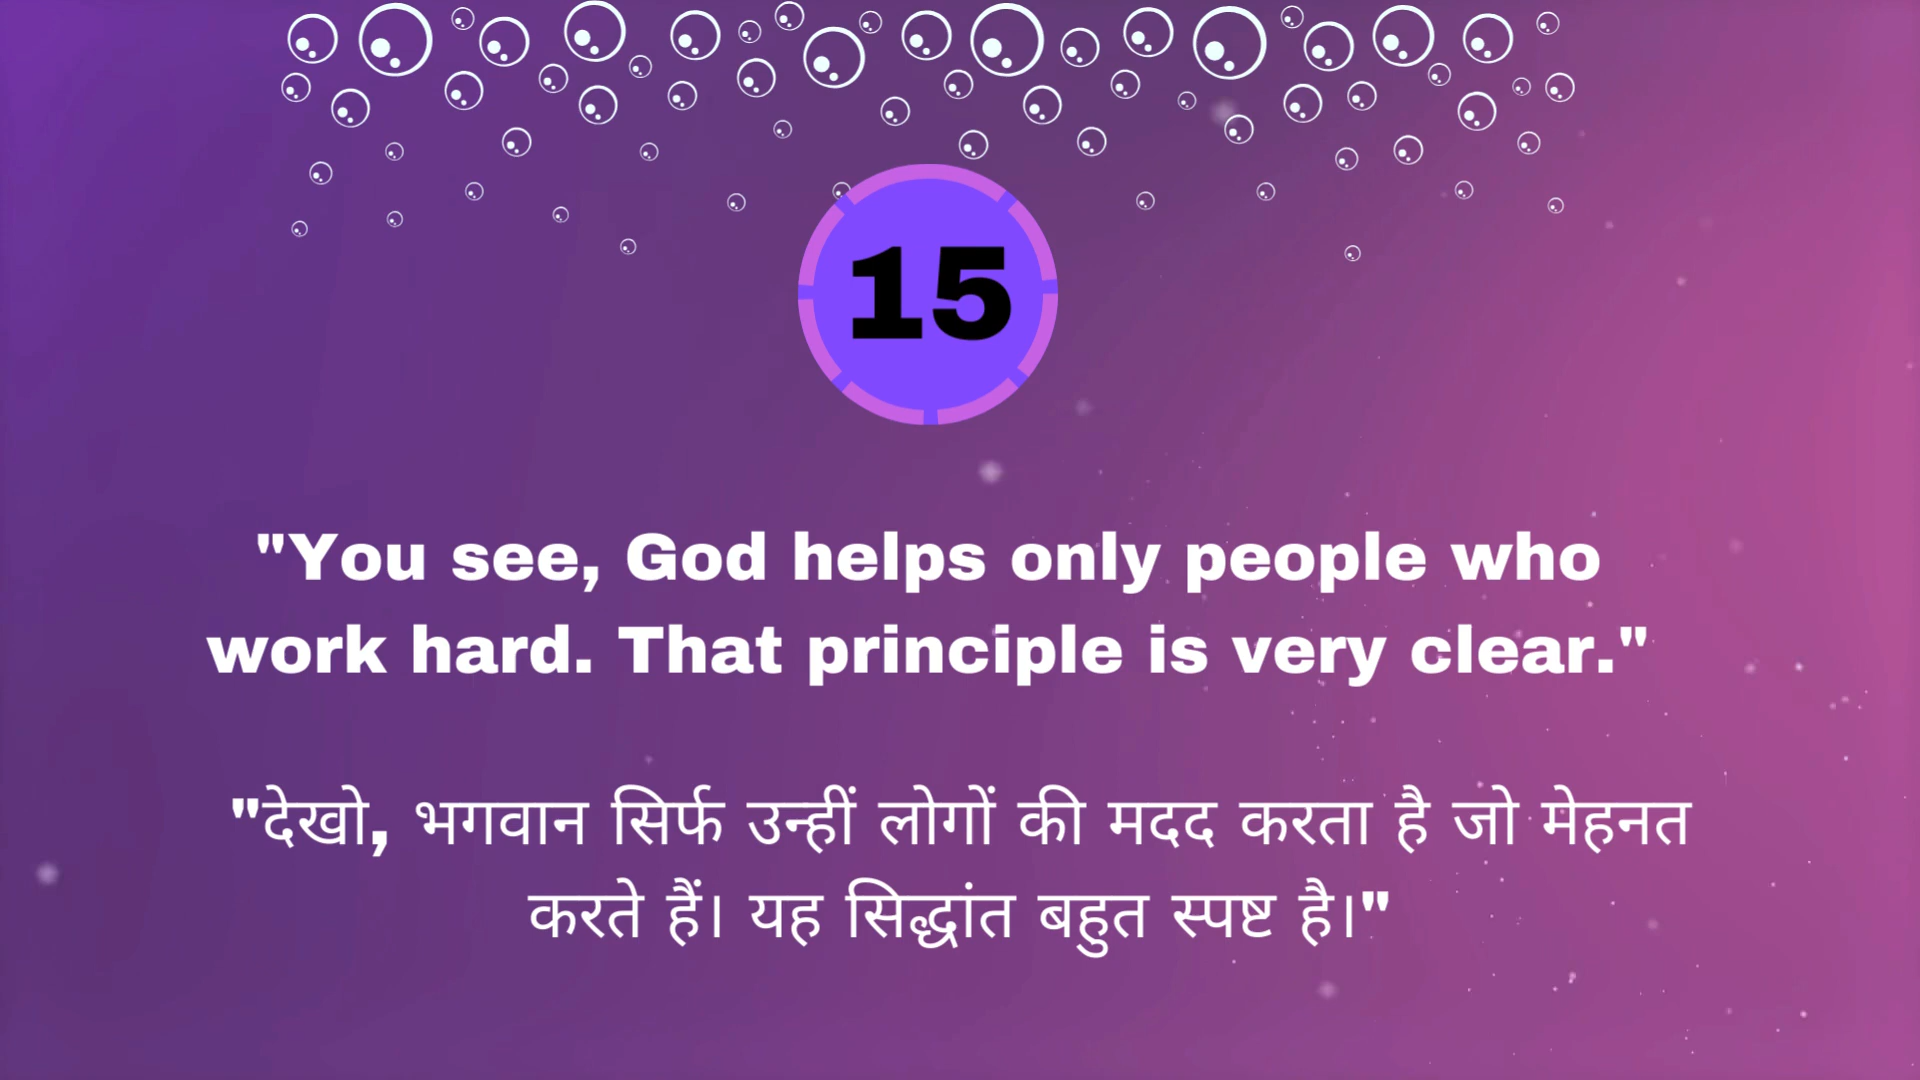 15
"You see, God helps only people who
work hard. That principle is very clear."
"देखो, भगवान सिर्फ उन्हीं लोगों की मदद करता है जो मेहनत
करते हैं। यह सिद्धांत बहुत स्पष्ट है।"